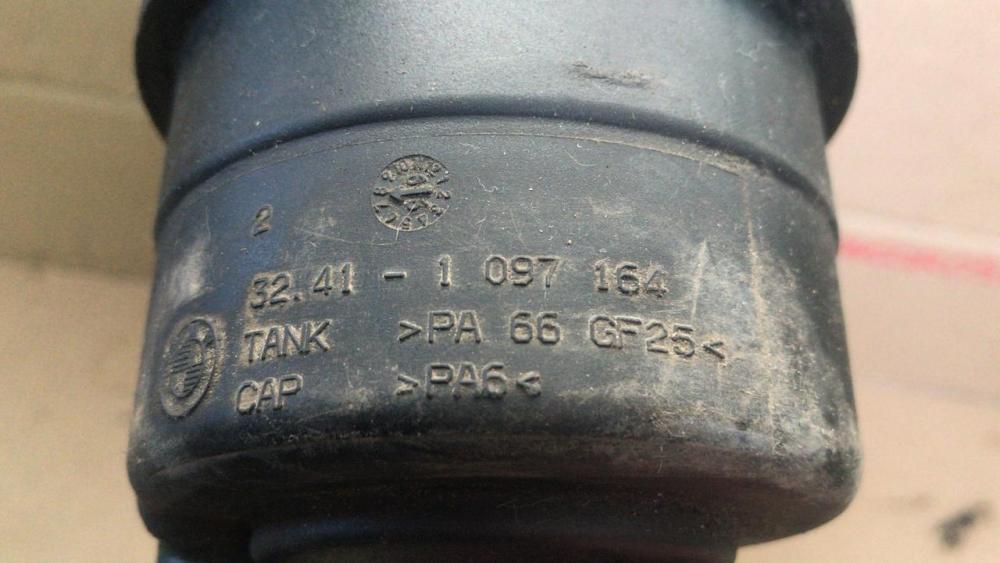 2
32.41 - 1 097 164
TANK >PA 66 GF25<
CAP >PA6<